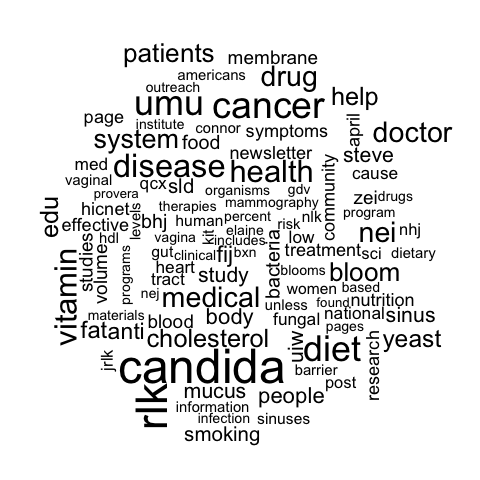 patients
membrane
americans
drug
outreach
umu
cancer
help
page
institute
connor
symptoms
april
doctor
system
food
newsletter
steve
med
disease
health
community
cause
vaginal
provera
qcx
sld
organisms
gdv
zei
drugs
edu
hicnet
levels
therapies
mammography
program
effective
bhj
human
percent
risk
nlk
nei
nhj
hdl
vagina
kit
elaine
includes
low
treatment
sci
dietary
vitamin
studies
volume
programs
gut
clinical
fij
bxn
bacteria
heart
tract
study
blooms
bloom
nej
medical
women
based
unless
found
nutrition
materials
fatanti
blood
body
fungal
national
sinus
pages
cholesterol
uiw
diet
yeast
jrlk
candida
barrier
research
post
rlk
mucus
people
information
infection
sinuses
smoking